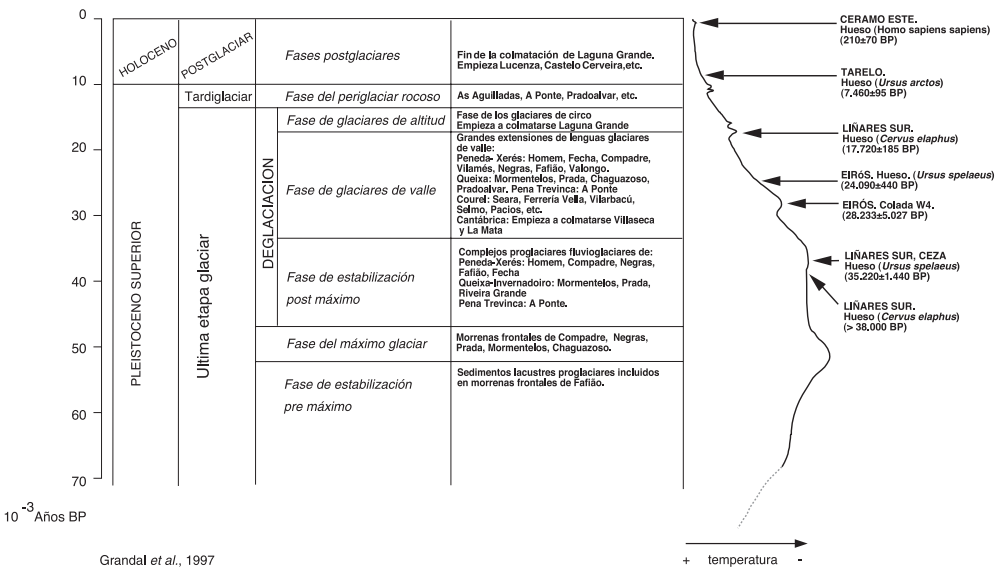 0
10
20
30
40
50
60
70
10 -3 Años BP
HOLOCENO
POSTGLACIAR
PLEISTOCENO SUPERIOR
Ultima etapa glaciar
Tardiglaciar
DEGLACIACION
Fases postglaciares
Fin de la colmatación de Laguna Grande.
Empieza Lucenza, Castelo Cerveira,etc.
Fase del periglaciar rocoso
As Aguilladas, A Ponte, Pradoalvar, etc.
Fase de glaciares de altitud
Fase de los glaciares de circo
Empieza a colmatarse Laguna Grande
Fase de glaciares de valle
Grandes extensiones de lenguas glaciares
de valle:
Peneda- Xerés: Homem, Fecha, Compadre,
Vilamés, Negras, Fafião, Valongo.
Queixa: Mormentelos, Prada, Chaguazoso,
Pradoalvar. Pena Trevinca: A Ponte
Courel: Seara, Ferrería Vella, Vilarbacú,
Selmo, Pacios, etc.
Cantábrica: Empieza a colmatarse Villaseca
y La Mata
Fase de estabilización
post máximo
Complejos proglaciares fluvioglaciares de:
Peneda-Xerés: Homem, Compadre, Negras,
Fafião, Fecha
Queixa-Invernadoiro: Mormentelos, Prada,
Riveira Grande
Pena Trevinca: A Ponte.
Fase del máximo glaciar
Morrenas frontales de Compadre, Negras,
Prada, Mormentelos, Chaguazoso.
Fase de estabilización
pre máximo
Sedimentos lacustres proglaciares incluidos
en morrenas frontales de Fafião.
CERAMO ESTE.
Hueso (Homo sapiens sapiens)
(210±70 BP)
TARELO.
Hueso (Ursus arctos)
(7.460±95 BP)
LIÑARES SUR.
Hueso (Cervus elaphus)
(17.720±185 BP)
EIRóS. Hueso. (Ursus spelaeus)
(24.090±440 BP)
EIRÓS. Colada W4.
(28.233±5.027 BP)
LIÑARES SUR, CEZA
Hueso (Ursus spelaeus)
(35.220±1.440 BP)
LIÑARES SUR.
Hueso (Cervus elaphus)
(> 38.000 BP)
+ temperatura -
Grandal et al., 1997